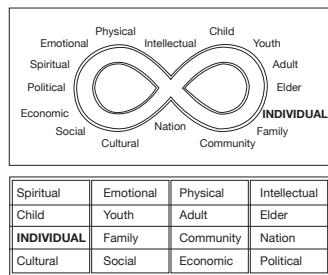 Physical Child
Emotional Intellectual Youth
Spiritual Adult
Political Elder
Economic INDIVIDUAL
Social Nation Family
Cultural Community
Spiritual Emotional Physical Intellectual
Child Youth Adult Elder
INDIVIDUAL Family Community Nation
Cultural Social Economic Political